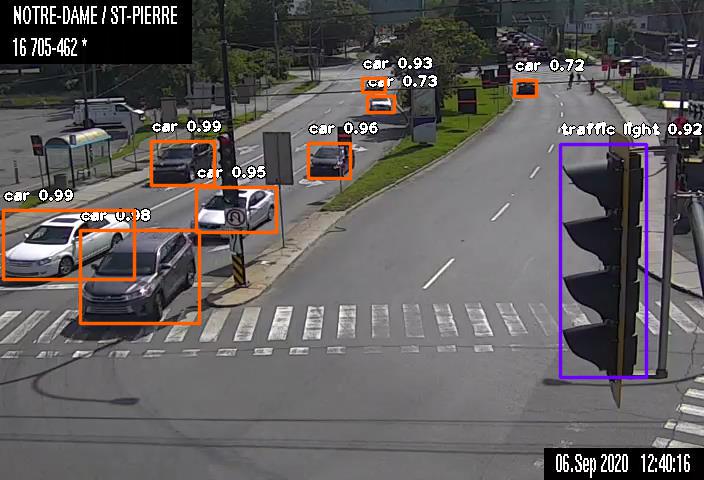 NOTRE-DAME / ST-PIERRE
16 705-462 *
car 0.93
car 0.73
car 0.72
car 0.99
car 0.96
traffic light 0.92
car 0.95
car 0.99
car 0.98
06.Sep 2020 12:40:16